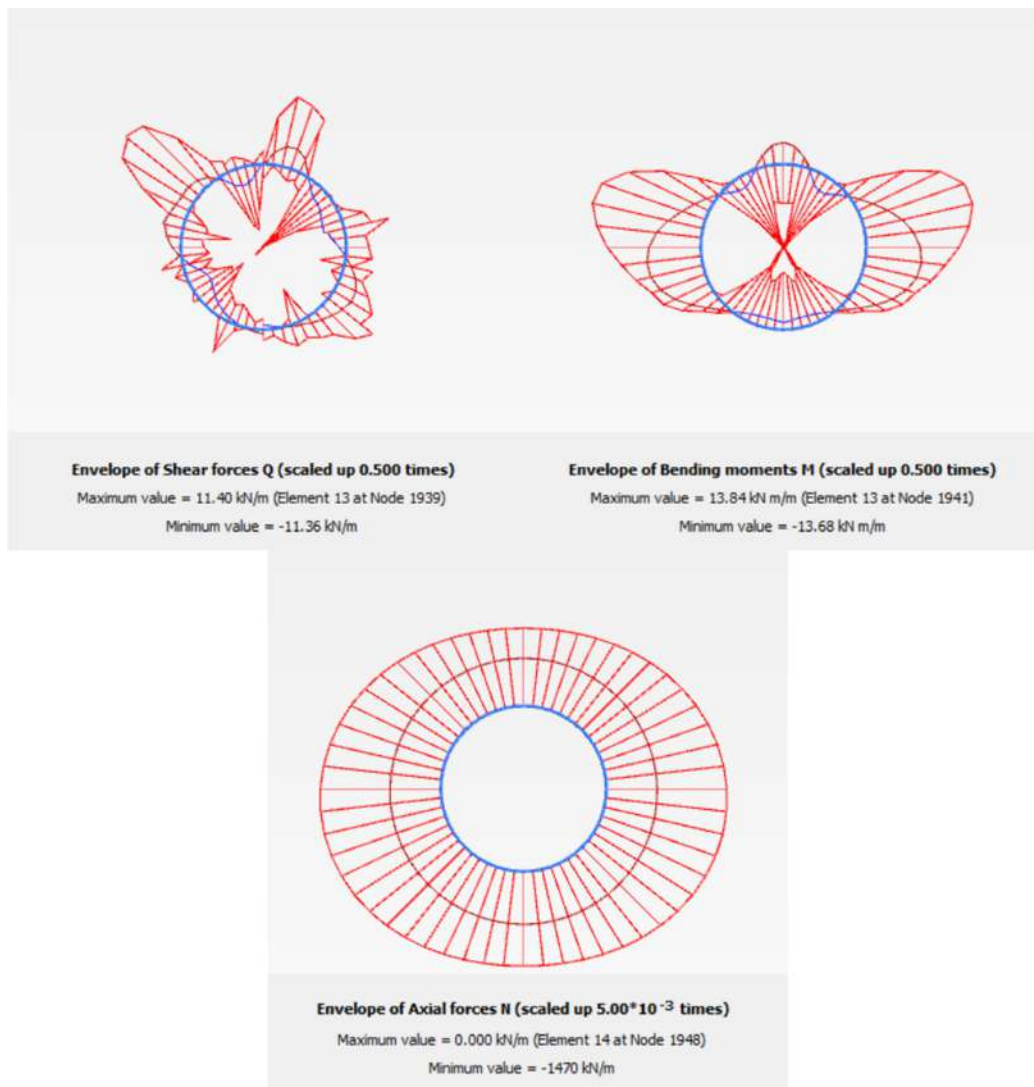 Envelope of Shear forces Q (scaled up 0.500 times)
Maximum value = 11.40 kN/m (Element 13 at Node 1939)
Minimum value = -11.36 kN/m
Envelope of Bending moments M (scaled up 0.500 times)
Maximum value = 13.84 kN m/m (Element 13 at Node 1941)
Minimum value = -13.68 kN m/m
Envelope of Axial forces N (scaled up 5.00*10⁻³ times)
Maximum value = 0.000 kN/m (Element 14 at Node 1948)
Minimum value = -1470 kN/m